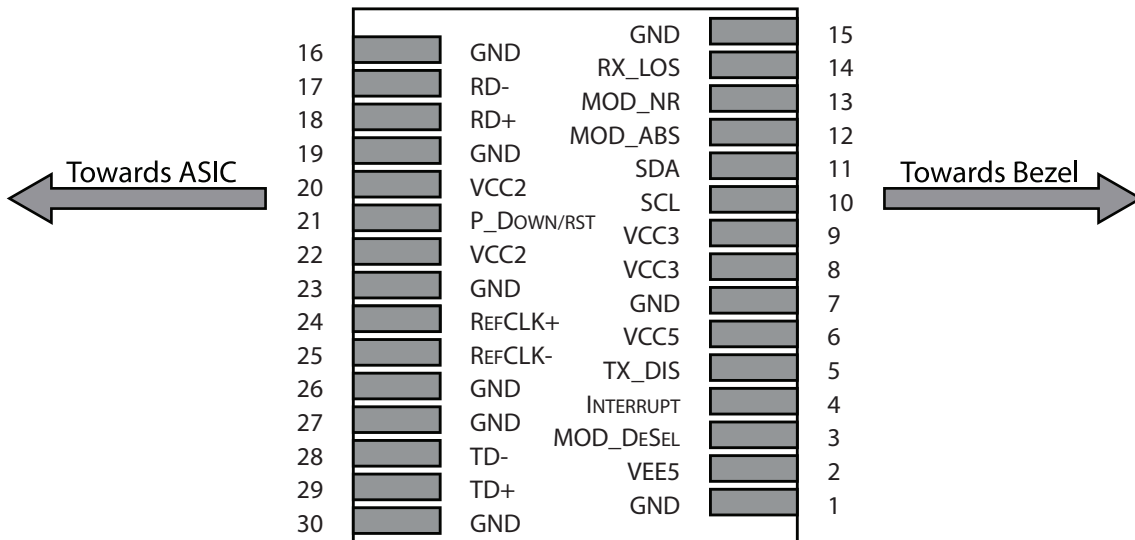 GND 15
16 GND
RX_LOS 14
17 RD-
MOD_NR 13
18 RD+
MOD_ABS 12
19 GND
SDA 11
Towards ASIC
Towards Bezel
20 VCC2
SCL 10
21 P_DOWN/RST
VCC3 9
22 VCC2
VCC3 8
23 GND
GND 7
24 REFCLK+
VCC5 6
25 REFCLK-
TX_DIS 5
26 GND
INTERRUPT 4
27 GND
MOD_DESEL 3
28 TD-
VEE5 2
29 TD+
GND 1
30 GND